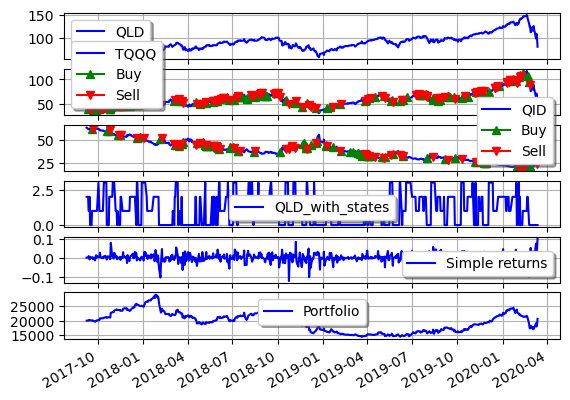 150
100
QLD
TQQQ
Buy
Sell
100
50
QID
Buy
Sell
50
25
2.5
0.0
QLD_with_states
0.1
0.0
−0.1
Simple returns
25000
20000
15000
Portfolio
2017-10
2018-01
2018-04
2018-07
2018-10
2019-01
2019-04
2019-07
2019-10
2020-01
2020-04